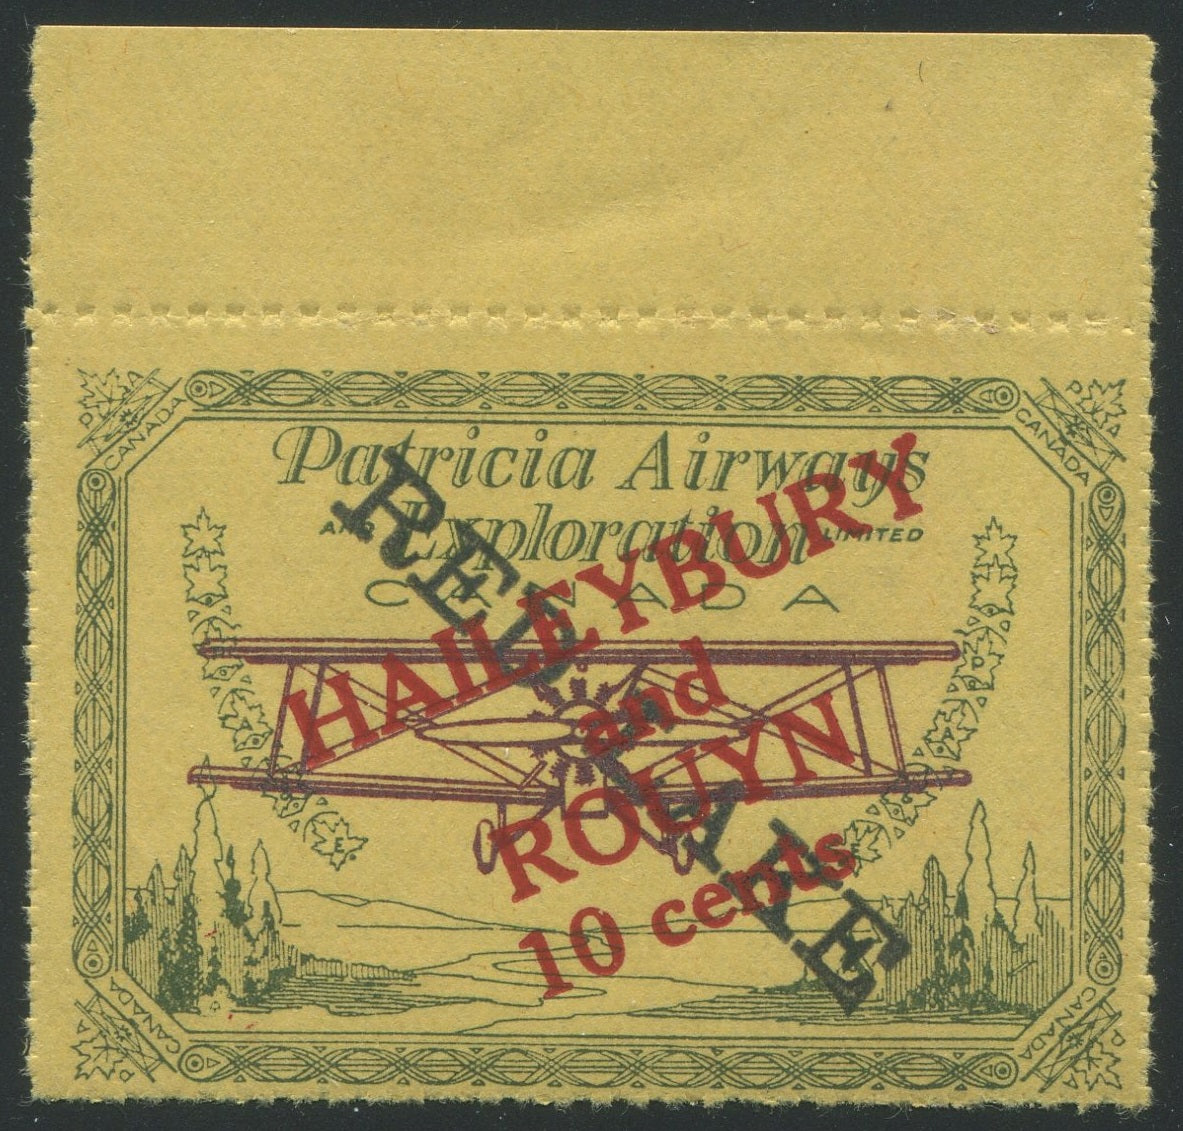 Patricia Airways
AND Exploration LIMITED
CANADA
RED LAKE
HAILEYBURY
and
ROUYN
10 cents
CANADA
CANADA
CANADA
CANADA